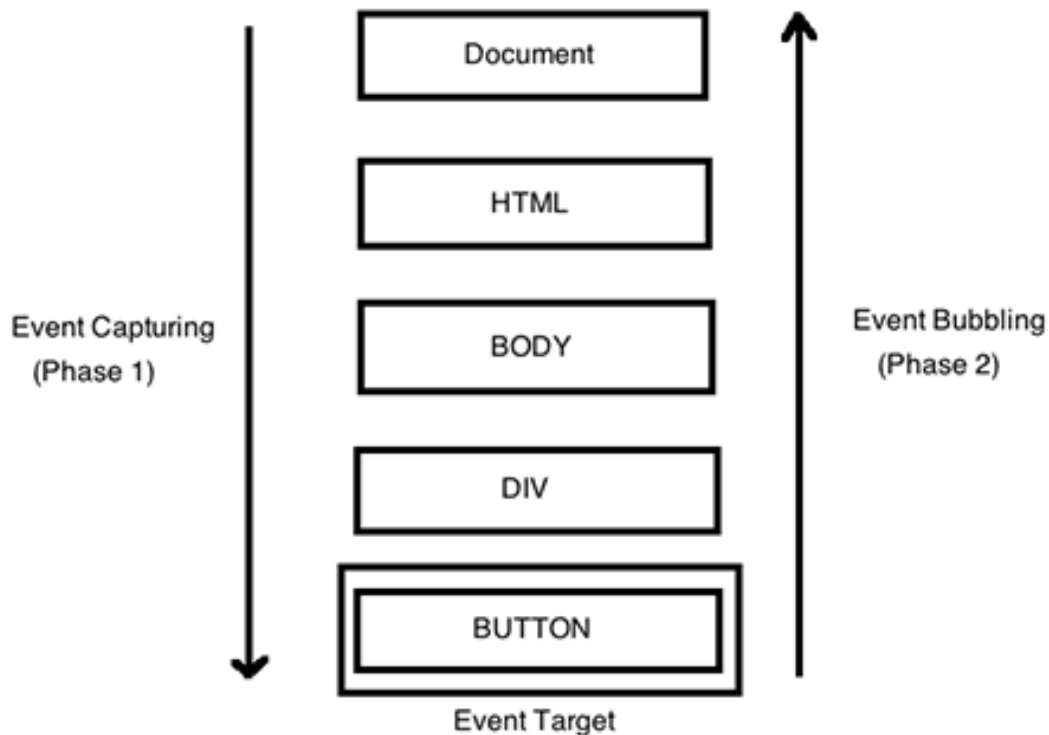 Document
HTML
Event Capturing
(Phase 1)
BODY
Event Bubbling
(Phase 2)
DIV
BUTTON
Event Target